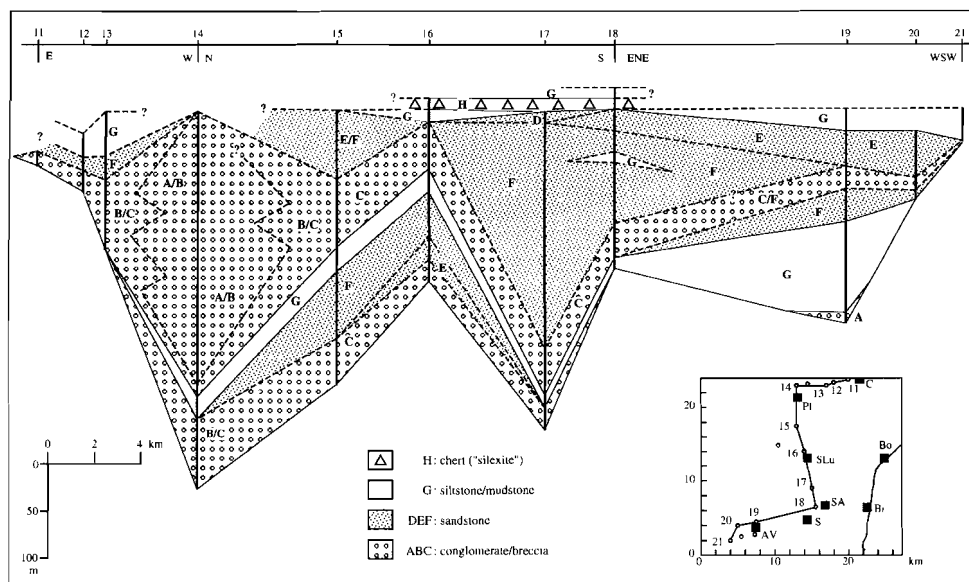 11 12 13 14 15 16 17 18 19 20 21
E W N S ENE WSW
? G ?
? H
? ? G D G
G E/F E E
? F A/B ?
F F G
B/C C C/F
B/C F
A/B G F C G
E
C A
B/C
0 2 4 km
0
50
100
m
H: chert ("silexite")
G: siltstone/mudstone
DEF: sandstone
ABC: conglomerate/breccia
14 13 12 11 C
20
Pl
15
Bo
16 SLu
10
17
18 SA Br
20 19 S
21 AV
0
0 10 20
km